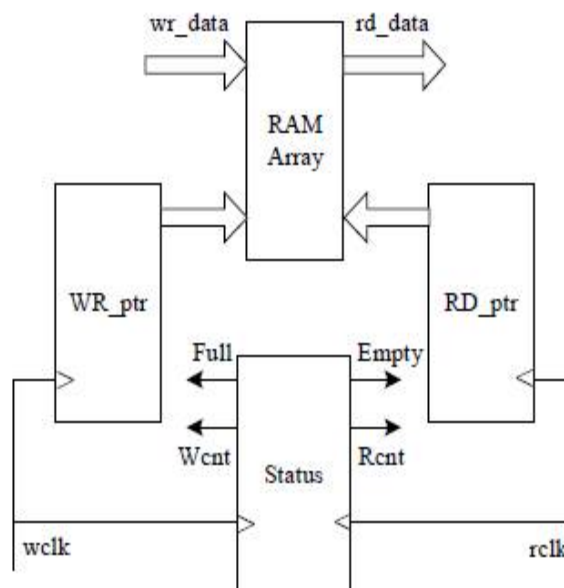 wr_data
rd_data
RAM
Array
WR_ptr
RD_ptr
Full
Empty
Wcnt
Rcnt
Status
wclk
rclk